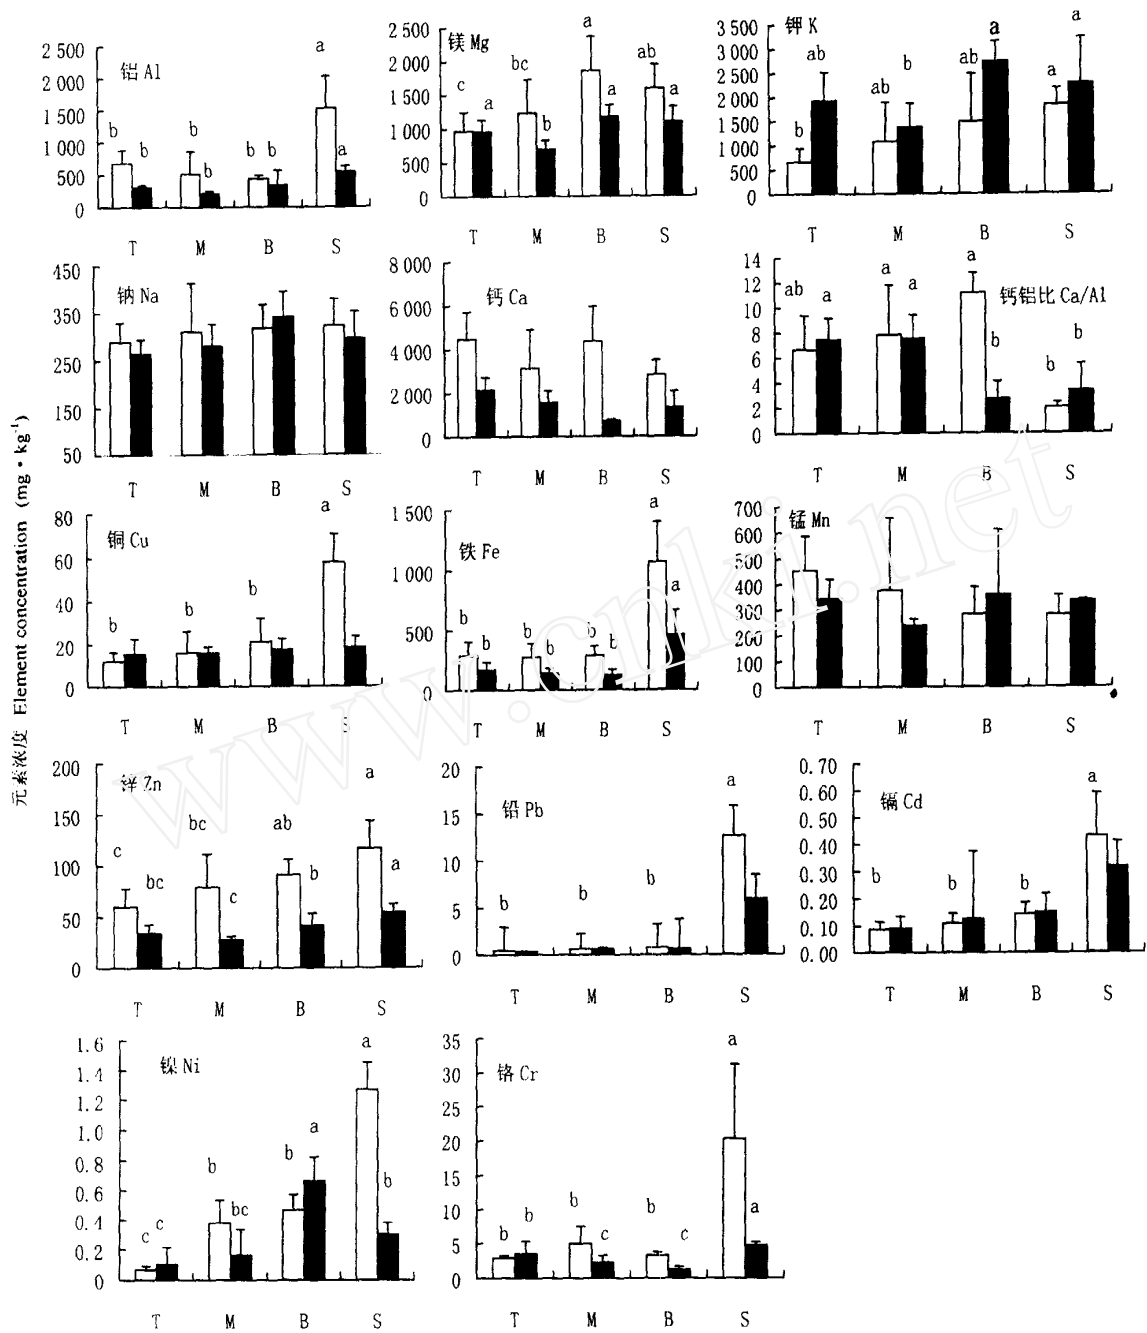 元素浓度 Element concentration (mg·kg⁻¹)
铝 Al
2 500
2 000
1 500
1 000
500
0
b b b b b b a a
T M B S
镁 Mg
2 500
2 000
1 500
1 000
500
0
c a bc b a a ab a
T M B S
钾 K
3 500
3 000
2 500
2 000
1 500
1 000
500
0
b ab ab b ab a a a
T M B S
钠 Na
450
350
250
150
50
T M B S
钙 Ca
8 000
6 000
4 000
2 000
0
T M B S
钙铝比 Ca/Al
14
12
10
8
6
4
2
0
ab a a a a b b b
T M B S
铜 Cu
80
60
40
20
0
b b b a
T M B S
铁 Fe
1 500
1 000
500
0
b b b b b b a a
T M B S
锰 Mn
700
600
500
400
300
200
100
0
T M B S
锌 Zn
200
150
100
50
0
c bc bc c ab b a a
T M B S
铅 Pb
20
15
10
5
0
b b b a
T M B S
镉 Cd
0.70
0.60
0.50
0.40
0.30
0.20
0.10
0.00
b b b a
T M B S
镍 Ni
1.6
1.4
1.2
1.0
0.8
0.6
0.4
0.2
0
c c b bc b a a b
T M B S
铬 Cr
35
30
25
20
15
10
5
0
b b b c b c a a
T M B S
www.cnki.net